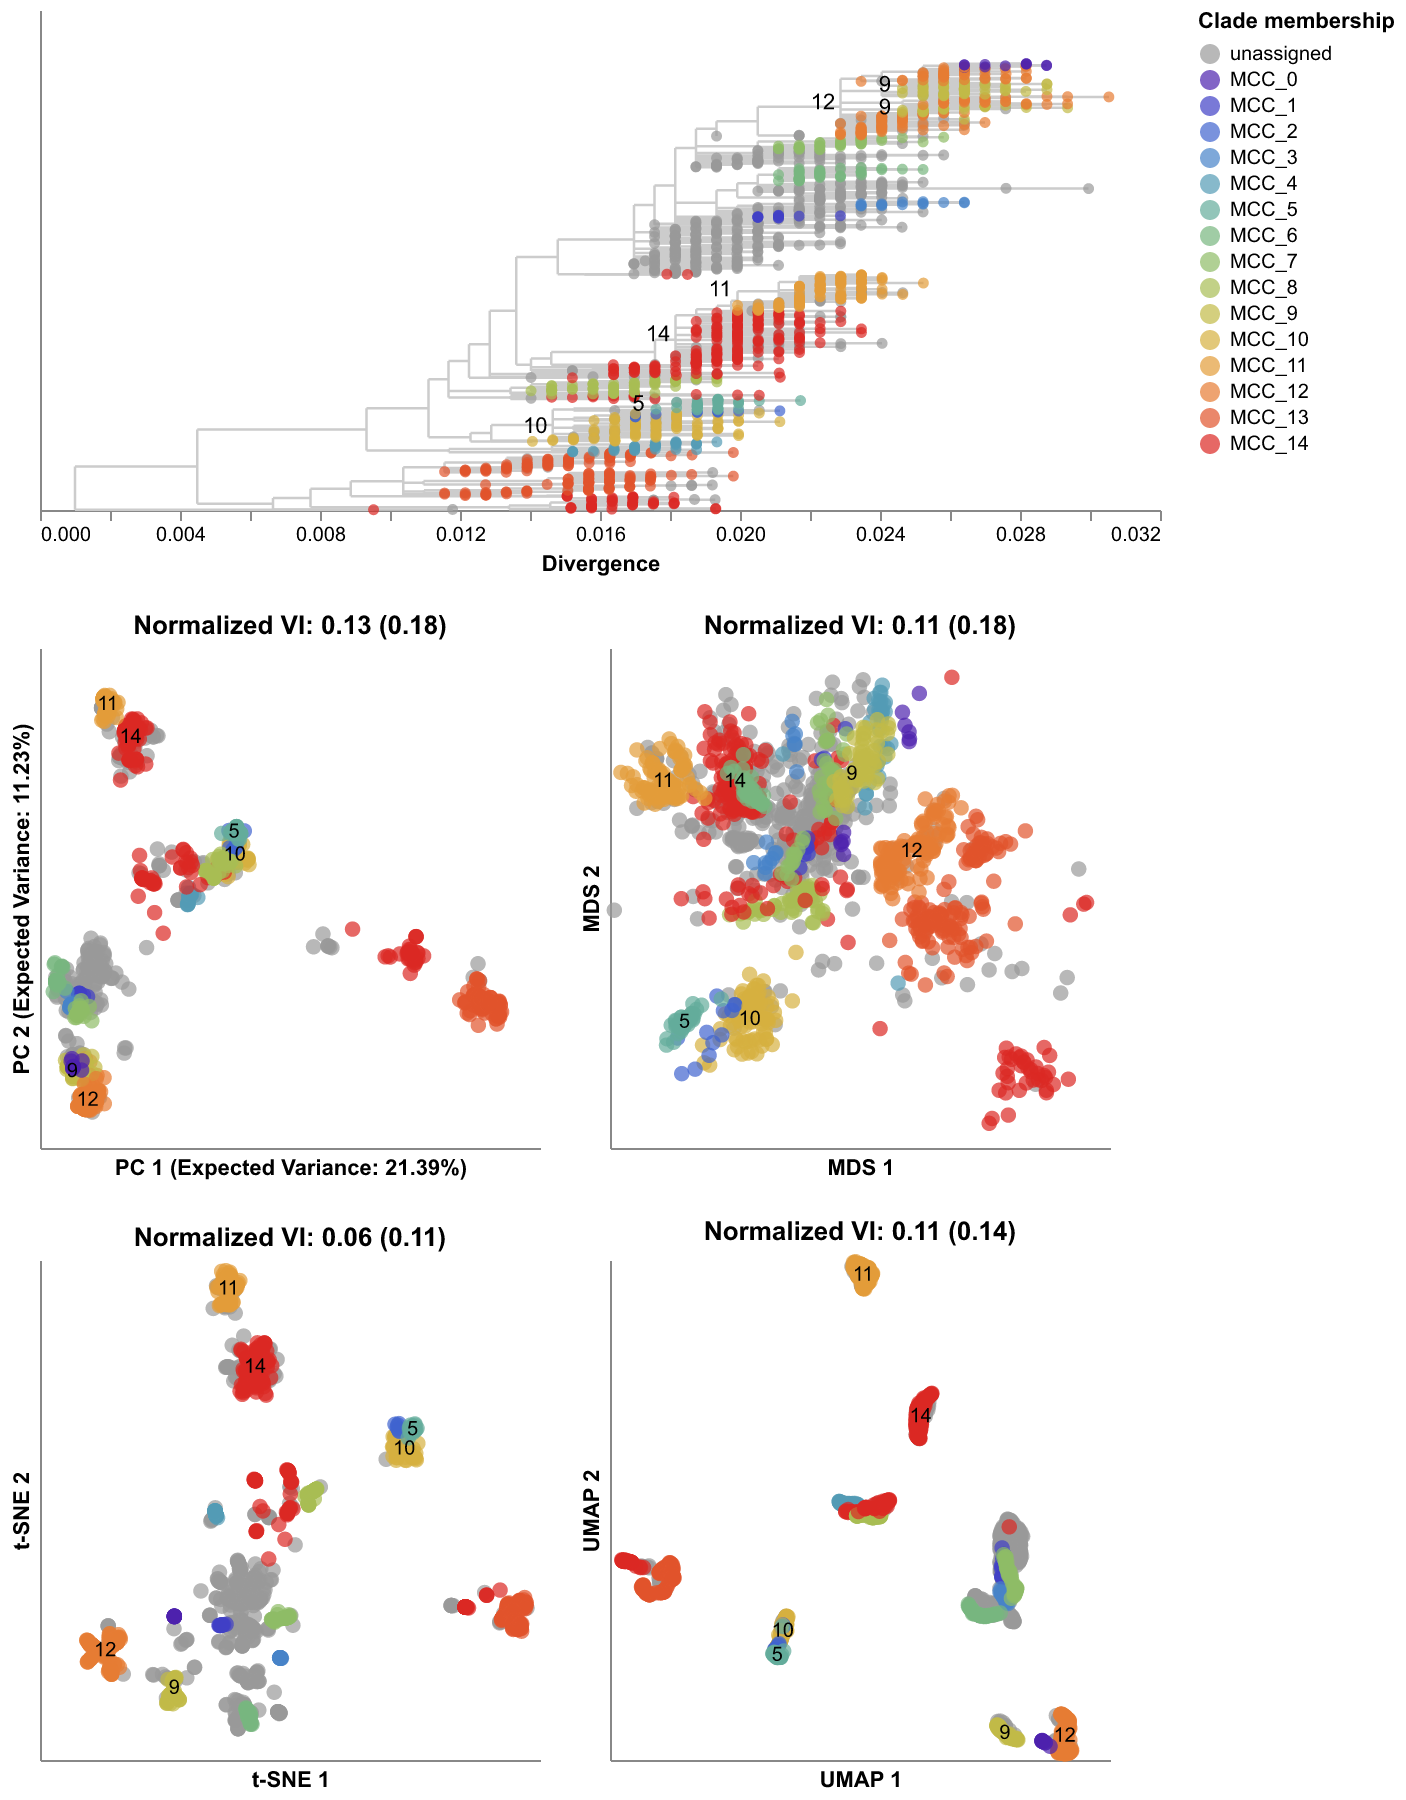 Clade membership
unassigned
MCC_0
MCC_1
MCC_2
MCC_3
MCC_4
MCC_5
MCC_6
MCC_7
MCC_8
MCC_9
MCC_10
MCC_11
MCC_12
MCC_13
MCC_14
9
12
9
11
14
5
10
0.000 0.004 0.008 0.012 0.016 0.020 0.024 0.028 0.032
Divergence
Normalized VI: 0.13 (0.18)
PC 2 (Expected Variance: 11.23%)
11
14
5
10
9
12
PC 1 (Expected Variance: 21.39%)
Normalized VI: 0.11 (0.18)
MDS 2
11
14
9
12
5
10
MDS 1
Normalized VI: 0.06 (0.11)
t-SNE 2
11
14
5
10
12
9
t-SNE 1
Normalized VI: 0.11 (0.14)
UMAP 2
11
14
10
5
9
12
UMAP 1